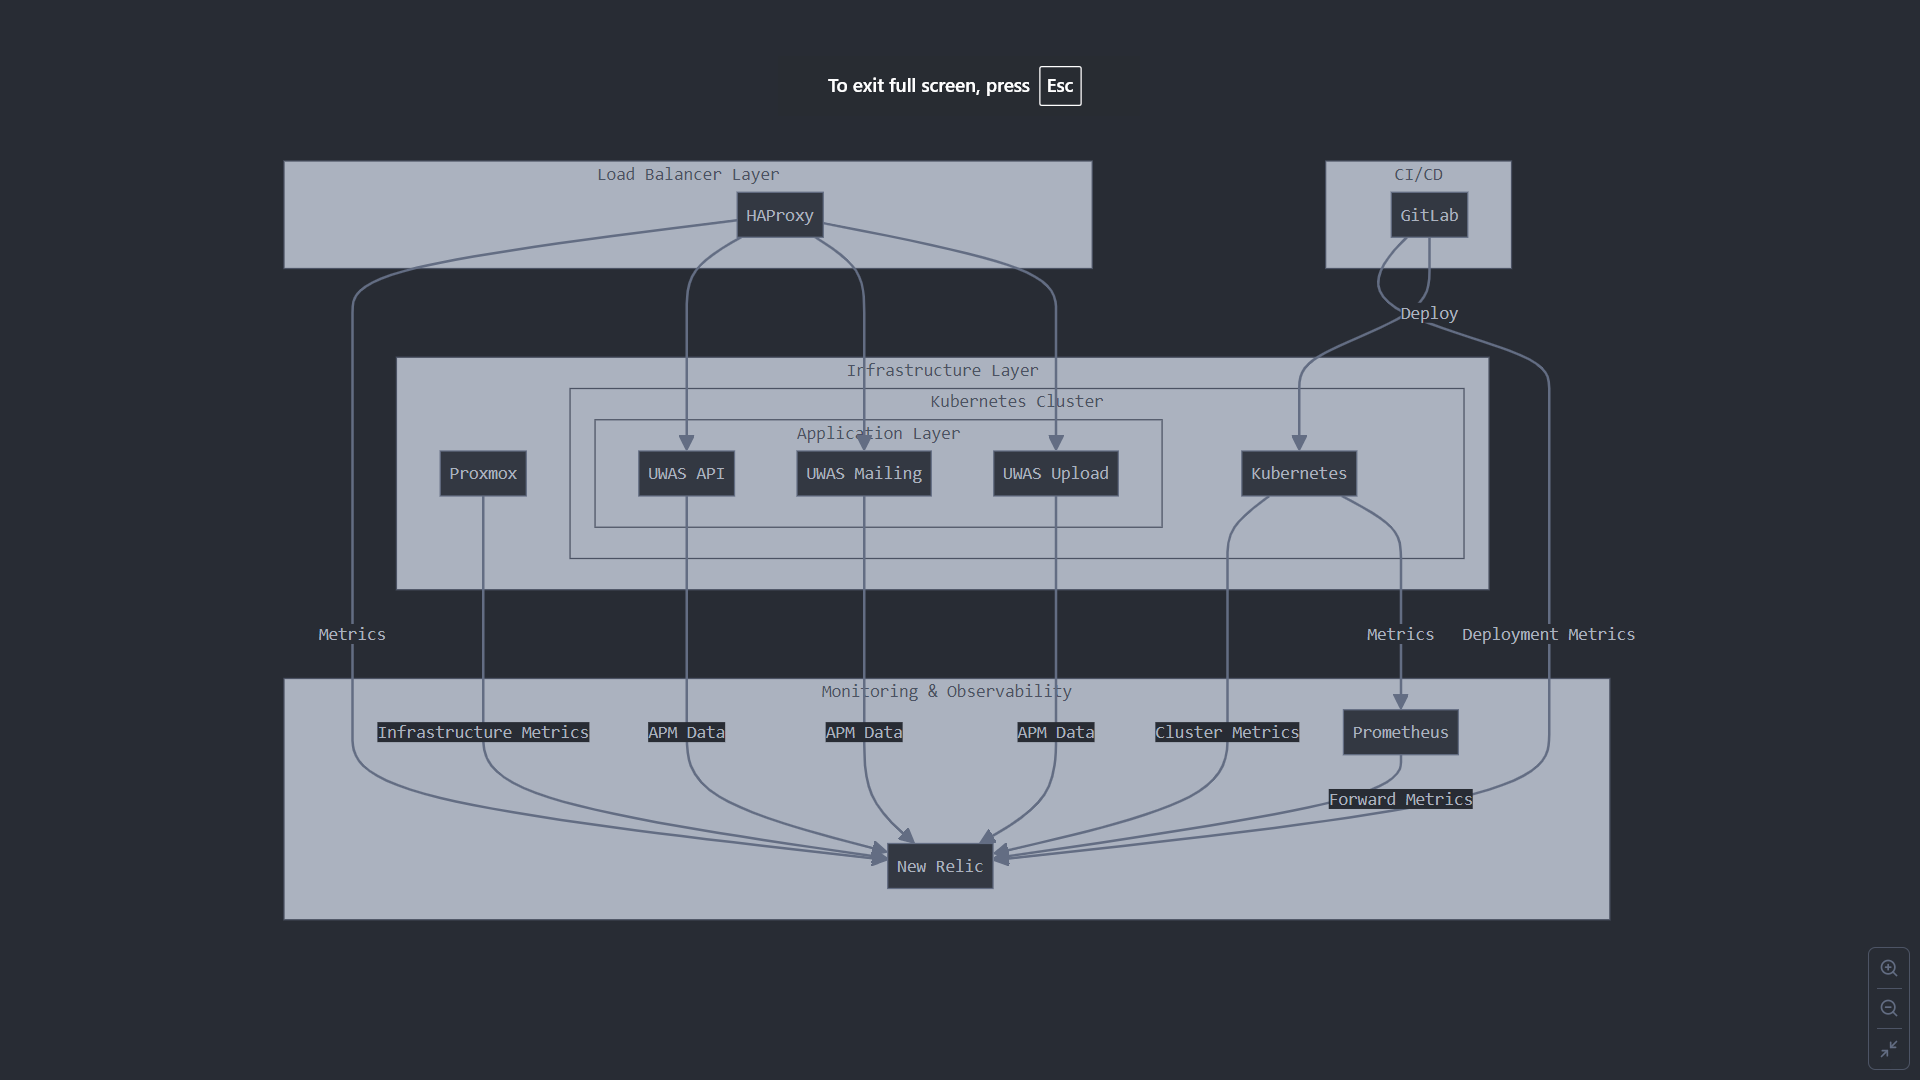 To exit full screen, press Esc
Load Balancer Layer
CI/CD
HAProxy
GitLab
Deploy
Infrastructure Layer
Kubernetes Cluster
Application Layer
Proxmox
UWAS API
UWAS Mailing
UWAS Upload
Kubernetes
Metrics
Metrics
Deployment Metrics
Monitoring & Observability
Infrastructure Metrics
APM Data
APM Data
APM Data
Cluster Metrics
Prometheus
Forward Metrics
New Relic